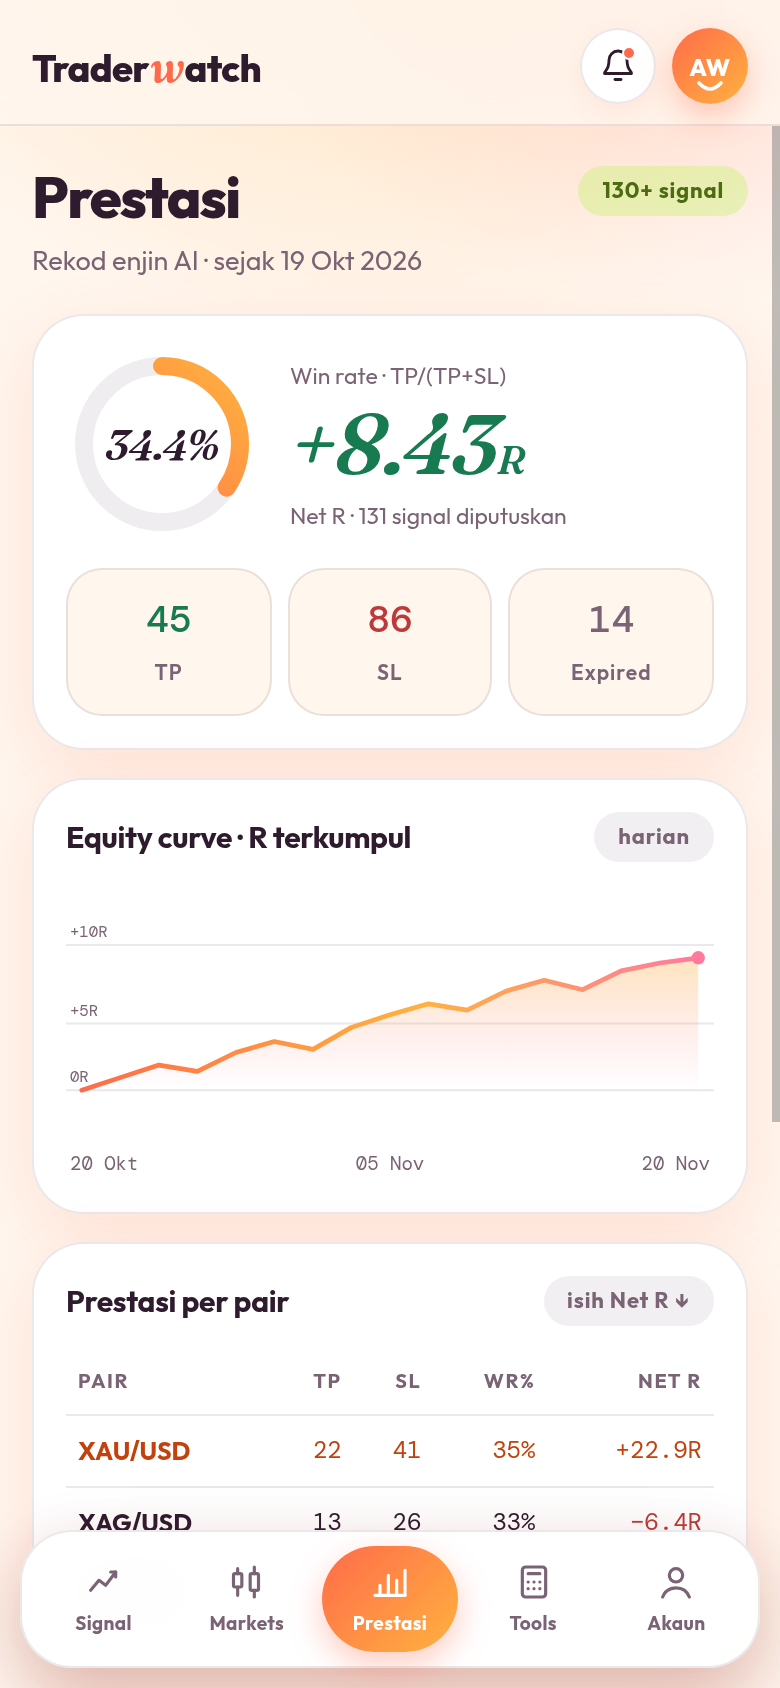 Traderwatch
AW
Prestasi
130+ signal
Rekod enjin AI · sejak 19 Okt 2026
34.4%
Win rate · TP/(TP+SL)
+8.43R
Net R · 131 signal diputuskan
45
TP
86
SL
14
Expired
Equity curve · R terkumpul
harian
+10R
+5R
0R
20 Okt
05 Nov
20 Nov
Prestasi per pair
isih Net R ↓
PAIR TP SL WR% NET R
XAU/USD 22 41 35% +22.9R
XAG/USD 13 26 33% −6.4R
Signal
Markets
Prestasi
Tools
Akaun